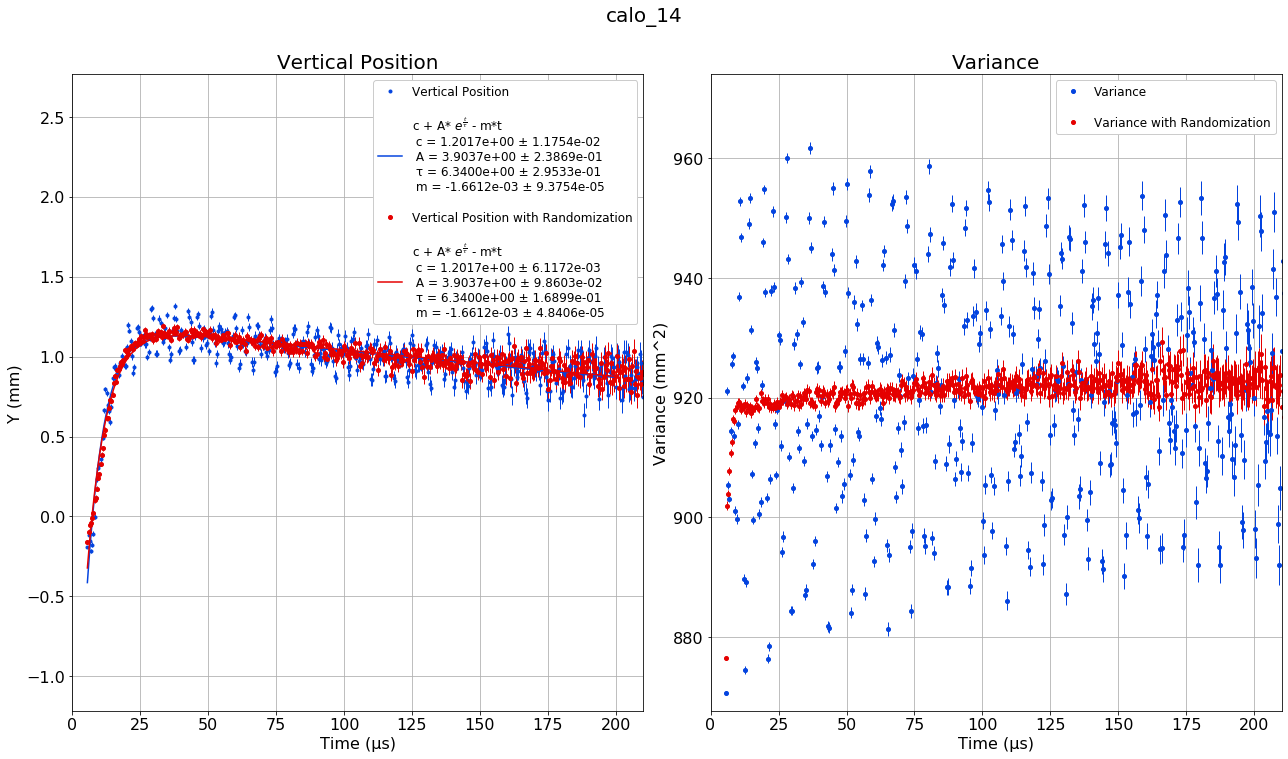 calo_14
Vertical Position
Vertical Position
c + A* e^{t/τ} - m*t
c = 1.2017e+00 ± 1.1754e-02
A = 3.9037e+00 ± 2.3869e-01
τ = 6.3400e+00 ± 2.9533e-01
m = -1.6612e-03 ± 9.3754e-05
Vertical Position with Randomization
c + A* e^{t/τ} - m*t
c = 1.2017e+00 ± 6.1172e-03
A = 3.9037e+00 ± 9.8603e-02
τ = 6.3400e+00 ± 1.6899e-01
m = -1.6612e-03 ± 4.8406e-05
2.5
2.0
1.5
1.0
0.5
0.0
−0.5
−1.0
Y (mm)
0 25 50 75 100 125 150 175 200
Time (μs)
Variance
Variance
Variance with Randomization
960
940
920
900
880
Variance (mm^2)
0 25 50 75 100 125 150 175 200
Time (μs)